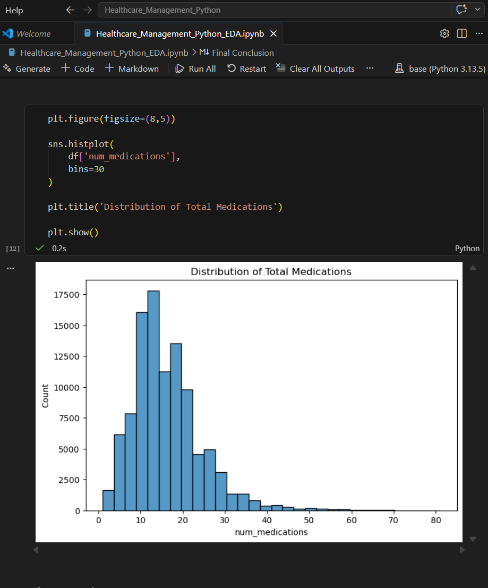 Help
Healthcare_Management_Python
Welcome
Healthcare_Management_Python_EDA.ipynb
Healthcare_Management_Python_EDA.ipynb > M↓ Final Conclusion
Generate + Code + Markdown Run All Restart Clear All Outputs ... base (Python 3.13.5)
plt.figure(figsize=(8,5))
sns.histplot(
df['num_medications'],
bins=30
)
plt.title('Distribution of Total Medications')
plt.show()
[12] 0.2s Python
...
Distribution of Total Medications
17500
15000
12500
10000
7500
5000
2500
0
Count
0 10 20 30 40 50 60 70 80
num_medications